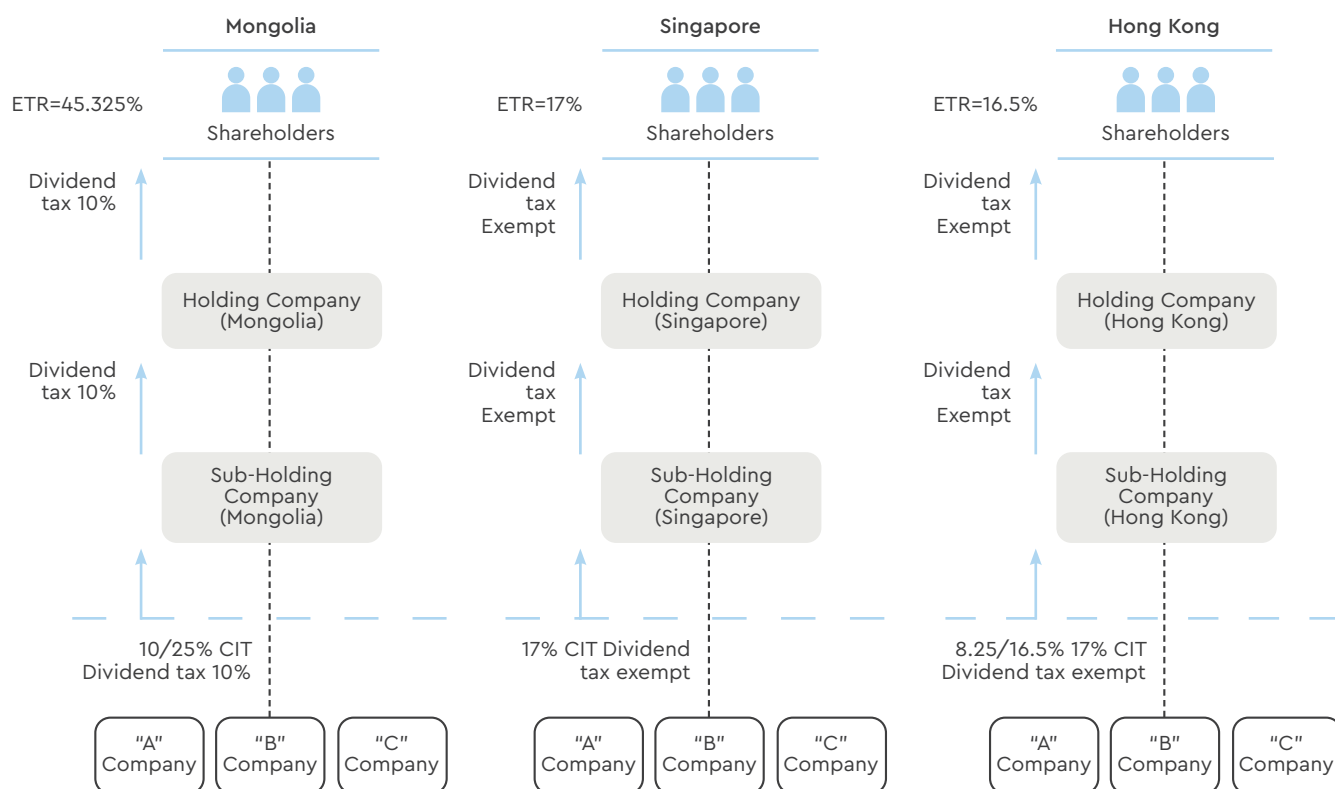 Mongolia
ETR=45.325%
Shareholders
Dividend
tax 10%
Holding Company
(Mongolia)
Dividend
tax 10%
Sub-Holding
Company
(Mongolia)
10/25% CIT
Dividend tax 10%
“A”
Company
“B”
Company
“C”
Company
Singapore
ETR=17%
Shareholders
Dividend
tax
Exempt
Holding Company
(Singapore)
Dividend
tax
Exempt
Sub-Holding
Company
(Singapore)
17% CIT Dividend
tax exempt
“A”
Company
“B”
Company
“C”
Company
Hong Kong
ETR=16.5%
Shareholders
Dividend
tax
Exempt
Holding Company
(Hong Kong)
Dividend
tax
Exempt
Sub-Holding
Company
(Hong Kong)
8.25/16.5% 17% CIT
Dividend tax exempt
“A”
Company
“B”
Company
“C”
Company